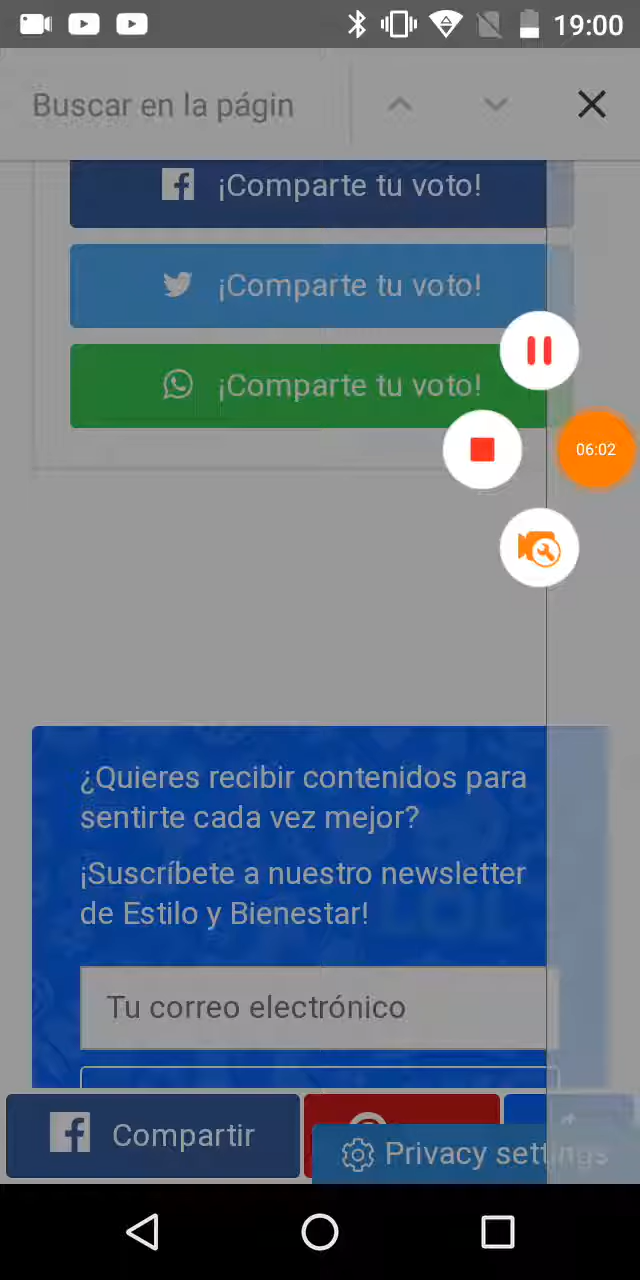 19:00
Buscar en la págin
¡Comparte tu voto!
¡Comparte tu voto!
¡Comparte tu voto!
06:02
¿Quieres recibir contenidos para
sentirte cada vez mejor?
¡Suscríbete a nuestro newsletter
de Estilo y Bienestar!
Tu correo electrónico
Compartir
Privacy settings